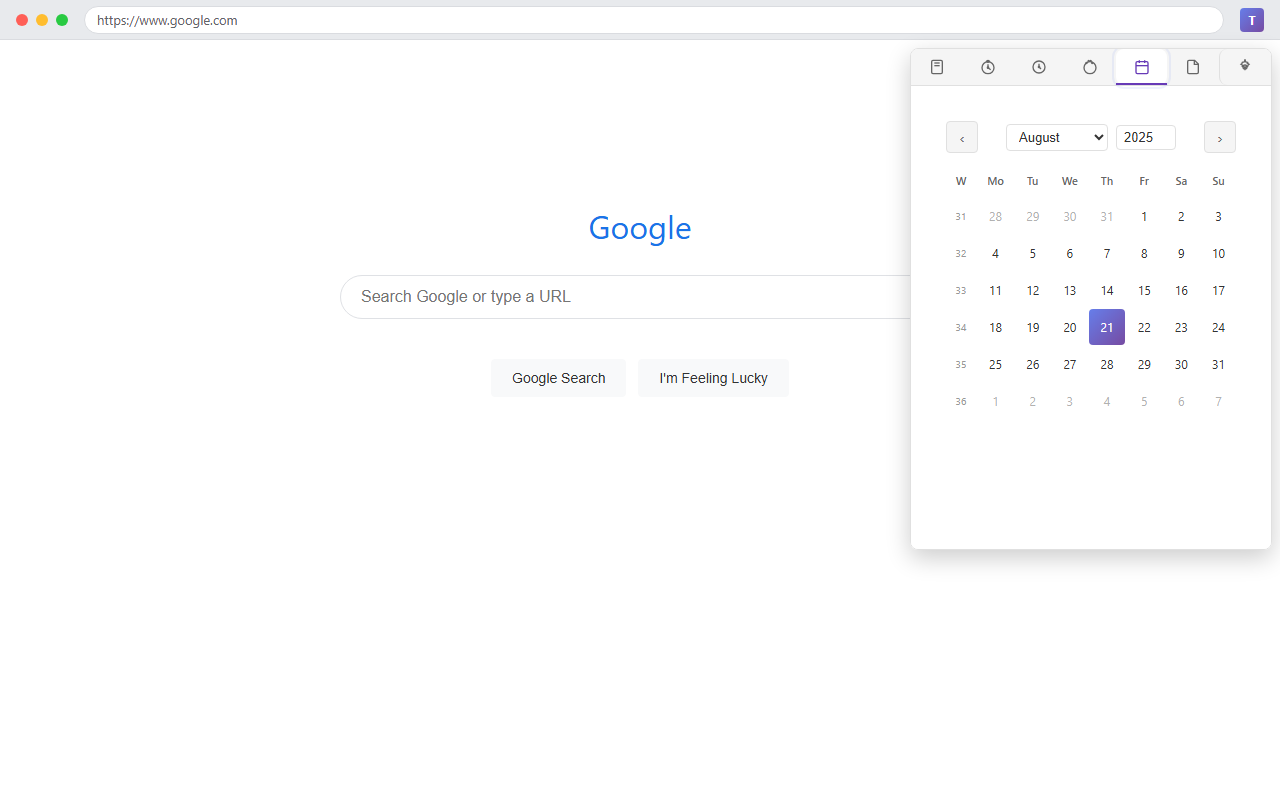 https://www.google.com
T
Google
Search Google or type a URL
Google Search
I'm Feeling Lucky
‹ August 2025 ›
W Mo Tu We Th Fr Sa Su
31 28 29 30 31 1 2 3
32 4 5 6 7 8 9 10
33 11 12 13 14 15 16 17
34 18 19 20 21 22 23 24
35 25 26 27 28 29 30 31
36 1 2 3 4 5 6 7